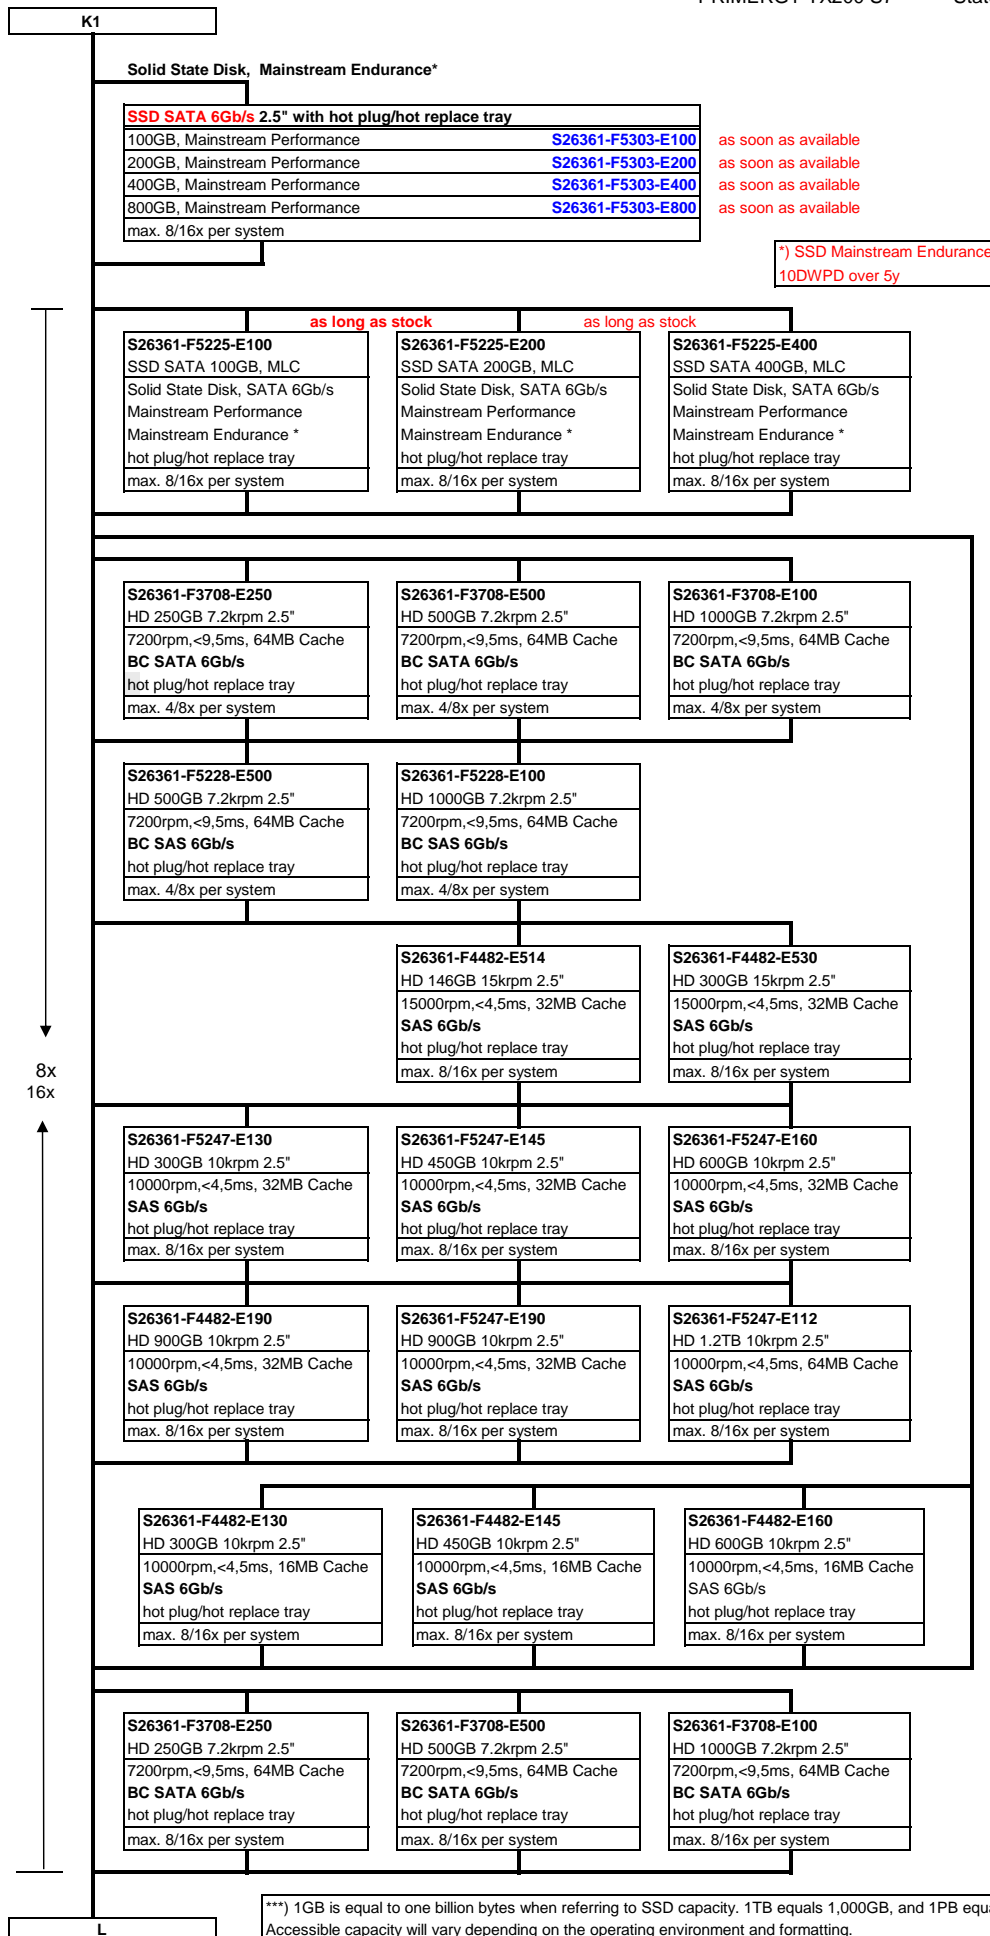 K1
Solid State Disk, Mainstream Endurance*
SSD SATA 6Gb/s 2.5" with hot plug/hot replace tray
100GB, Mainstream Performance S26361-F5303-E100 as soon as available
200GB, Mainstream Performance S26361-F5303-E200 as soon as available
400GB, Mainstream Performance S26361-F5303-E400 as soon as available
800GB, Mainstream Performance S26361-F5303-E800 as soon as available
max. 8/16x per system
*) SSD Mainstream Endurance
10DWPD over 5y
as long as stock as long as stock
S26361-F5225-E100 S26361-F5225-E200 S26361-F5225-E400
SSD SATA 100GB, MLC SSD SATA 200GB, MLC SSD SATA 400GB, MLC
Solid State Disk, SATA 6Gb/s Solid State Disk, SATA 6Gb/s Solid State Disk, SATA 6Gb/s
Mainstream Performance Mainstream Performance Mainstream Performance
Mainstream Endurance * Mainstream Endurance * Mainstream Endurance *
hot plug/hot replace tray hot plug/hot replace tray hot plug/hot replace tray
max. 8/16x per system max. 8/16x per system max. 8/16x per system
S26361-F3708-E250 S26361-F3708-E500 S26361-F3708-E100
HD 250GB 7.2krpm 2.5" HD 500GB 7.2krpm 2.5" HD 1000GB 7.2krpm 2.5"
7200rpm,<9,5ms, 64MB Cache 7200rpm,<9,5ms, 64MB Cache 7200rpm,<9,5ms, 64MB Cache
BC SATA 6Gb/s BC SATA 6Gb/s BC SATA 6Gb/s
hot plug/hot replace tray hot plug/hot replace tray hot plug/hot replace tray
max. 4/8x per system max. 4/8x per system max. 4/8x per system
S26361-F5228-E500 S26361-F5228-E100
HD 500GB 7.2krpm 2.5" HD 1000GB 7.2krpm 2.5"
7200rpm,<9,5ms, 64MB Cache 7200rpm,<9,5ms, 64MB Cache
BC SAS 6Gb/s BC SAS 6Gb/s
hot plug/hot replace tray hot plug/hot replace tray
max. 4/8x per system max. 4/8x per system
S26361-F4482-E514 S26361-F4482-E530
HD 146GB 15krpm 2.5" HD 300GB 15krpm 2.5"
15000rpm,<4,5ms, 32MB Cache 15000rpm,<4,5ms, 32MB Cache
SAS 6Gb/s SAS 6Gb/s
hot plug/hot replace tray hot plug/hot replace tray
max. 8/16x per system max. 8/16x per system
8x
16x
S26361-F5247-E130 S26361-F5247-E145 S26361-F5247-E160
HD 300GB 10krpm 2.5" HD 450GB 10krpm 2.5" HD 600GB 10krpm 2.5"
10000rpm,<4,5ms, 32MB Cache 10000rpm,<4,5ms, 32MB Cache 10000rpm,<4,5ms, 32MB Cache
SAS 6Gb/s SAS 6Gb/s SAS 6Gb/s
hot plug/hot replace tray hot plug/hot replace tray hot plug/hot replace tray
max. 8/16x per system max. 8/16x per system max. 8/16x per system
S26361-F4482-E190 S26361-F5247-E190 S26361-F5247-E112
HD 900GB 10krpm 2.5" HD 900GB 10krpm 2.5" HD 1.2TB 10krpm 2.5"
10000rpm,<4,5ms, 32MB Cache 10000rpm,<4,5ms, 32MB Cache 10000rpm,<4,5ms, 64MB Cache
SAS 6Gb/s SAS 6Gb/s SAS 6Gb/s
hot plug/hot replace tray hot plug/hot replace tray hot plug/hot replace tray
max. 8/16x per system max. 8/16x per system max. 8/16x per system
S26361-F4482-E130 S26361-F4482-E145 S26361-F4482-E160
HD 300GB 10krpm 2.5" HD 450GB 10krpm 2.5" HD 600GB 10krpm 2.5"
10000rpm,<4,5ms, 16MB Cache 10000rpm,<4,5ms, 16MB Cache 10000rpm,<4,5ms, 16MB Cache
SAS 6Gb/s SAS 6Gb/s SAS 6Gb/s
hot plug/hot replace tray hot plug/hot replace tray hot plug/hot replace tray
max. 8/16x per system max. 8/16x per system max. 8/16x per system
S26361-F3708-E250 S26361-F3708-E500 S26361-F3708-E100
HD 250GB 7.2krpm 2.5" HD 500GB 7.2krpm 2.5" HD 1000GB 7.2krpm 2.5"
7200rpm,<9,5ms, 64MB Cache 7200rpm,<9,5ms, 64MB Cache 7200rpm,<9,5ms, 64MB Cache
BC SATA 6Gb/s BC SATA 6Gb/s BC SATA 6Gb/s
hot plug/hot replace tray hot plug/hot replace tray hot plug/hot replace tray
max. 8/16x per system max. 8/16x per system max. 8/16x per system
***) 1GB is equal to one billion bytes when referring to SSD capacity. 1TB equals 1,000GB, and 1PB equa
L Accessible capacity will vary depending on the operating environment and formatting.